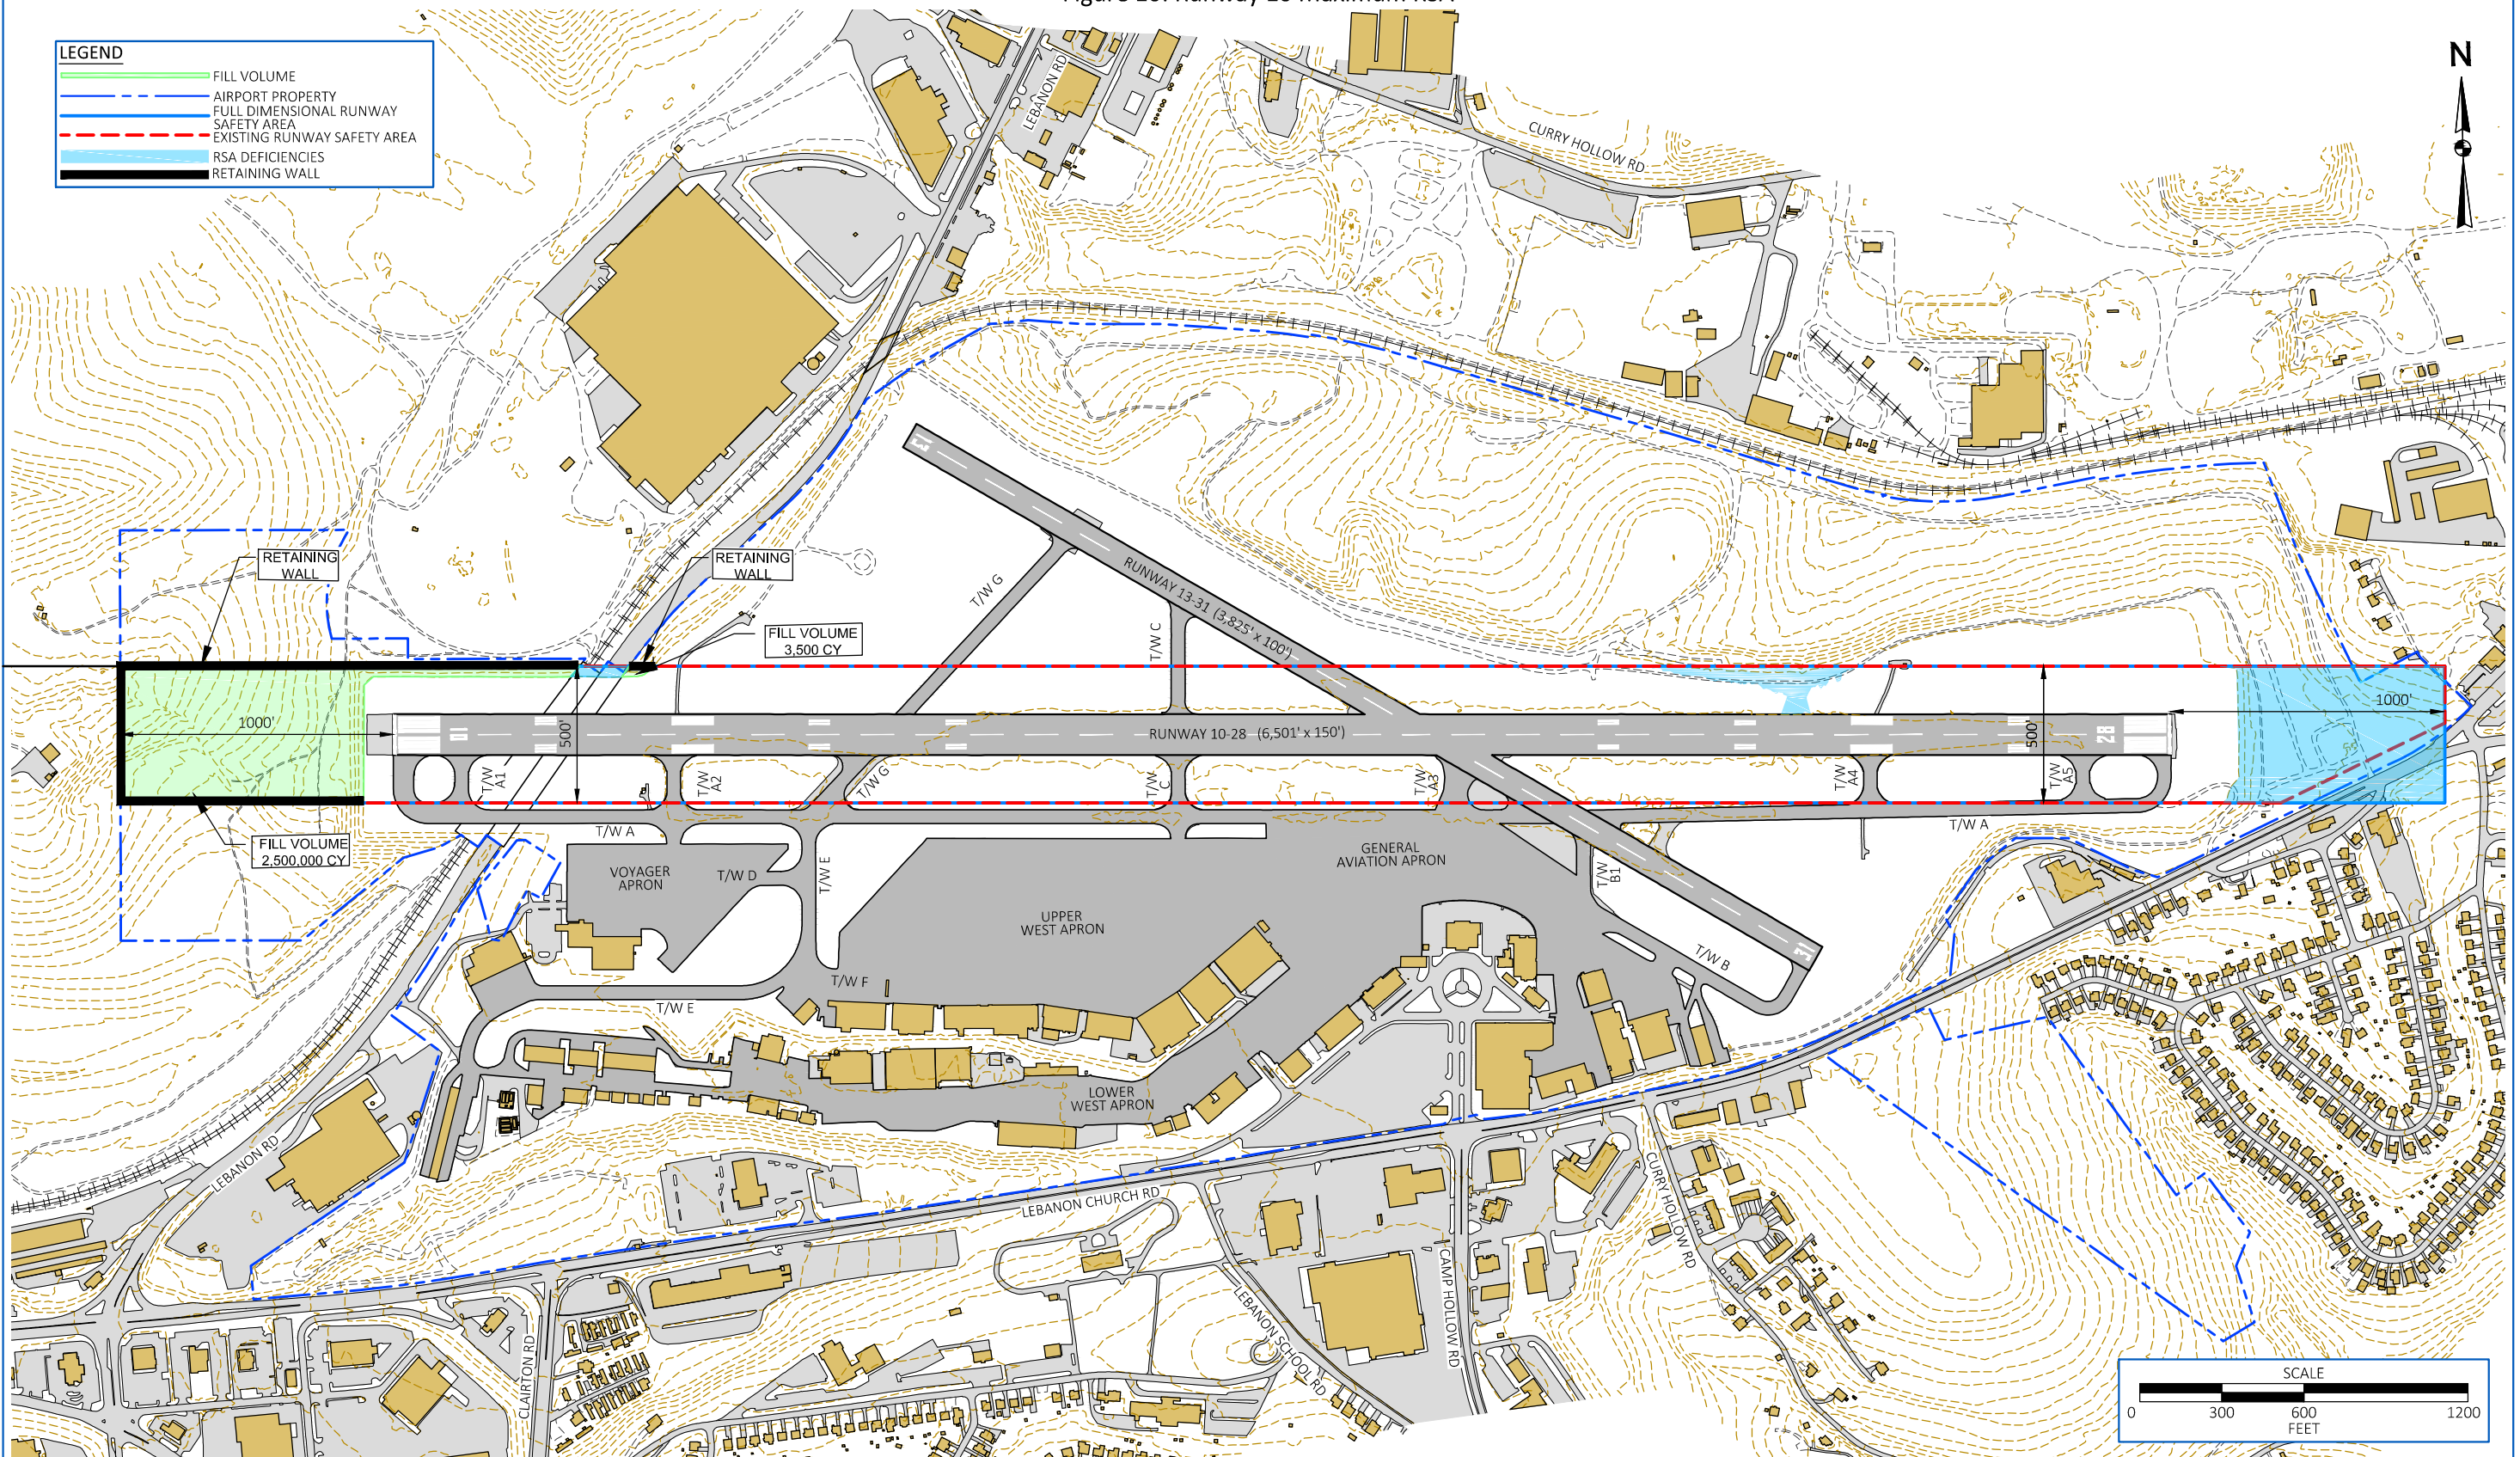 LEGEND
FILL VOLUME
AIRPORT PROPERTY
FULL DIMENSIONAL RUNWAY
SAFETY AREA
EXISTING RUNWAY SAFETY AREA
RSA DEFICIENCIES
RETAINING WALL
N
LEBANON RD
CURRY HOLLOW RD
RETAINING
WALL
RETAINING
WALL
FILL VOLUME
3,500 CY
13
T/W G
T/W C
RUNWAY 13-31 (3,825' x 100')
1000'
10
500'
RUNWAY 10-28 (6,501' x 150')
500'
28
1000'
T/W
A1
T/W
A2
T/W G
T/W
C
T/W
A3
T/W
A4
T/W
A5
FILL VOLUME
2,500,000 CY
T/W A
T/W A
VOYAGER
APRON
T/W D
T/W E
GENERAL
AVIATION APRON
T/W
B1
UPPER
WEST APRON
31
T/W B
T/W F
T/W E
LOWER
WEST APRON
LEBANON RD
LEBANON CHURCH RD
CURRY HOLLOW RD
CAMP HOLLOW RD
LEBANON SCHOOL RD
CLAIRTON RD
SCALE
0
300
600
1200
FEET